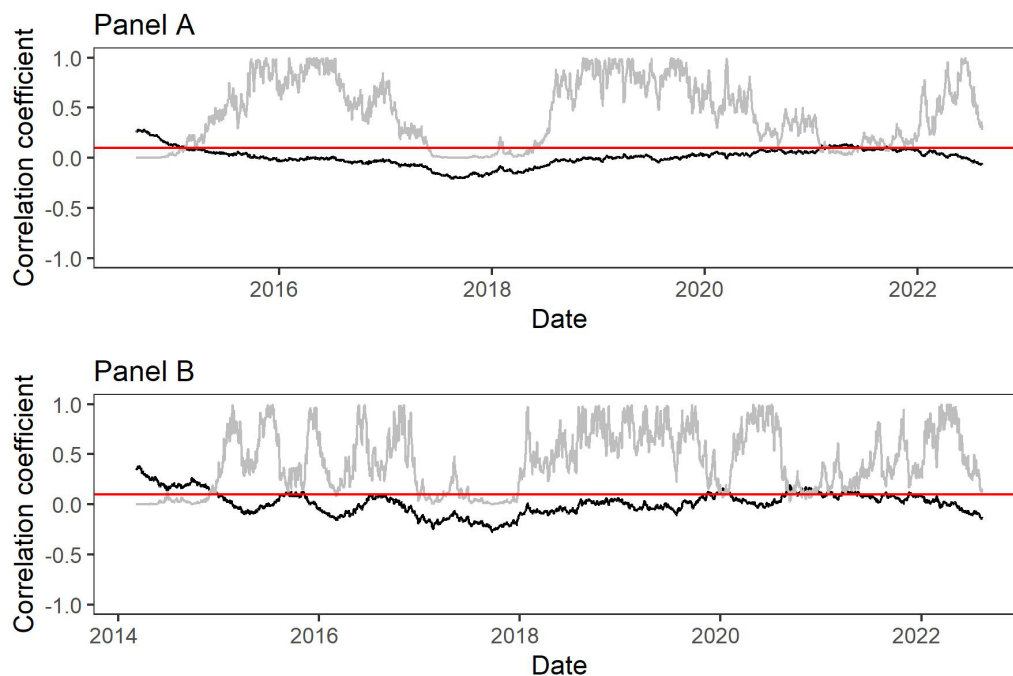 Panel A
Correlation coefficient
1.0
0.5
0.0
-0.5
-1.0
2016 2018 2020 2022
Date
Panel B
Correlation coefficient
1.0
0.5
0.0
-0.5
-1.0
2014 2016 2018 2020 2022
Date